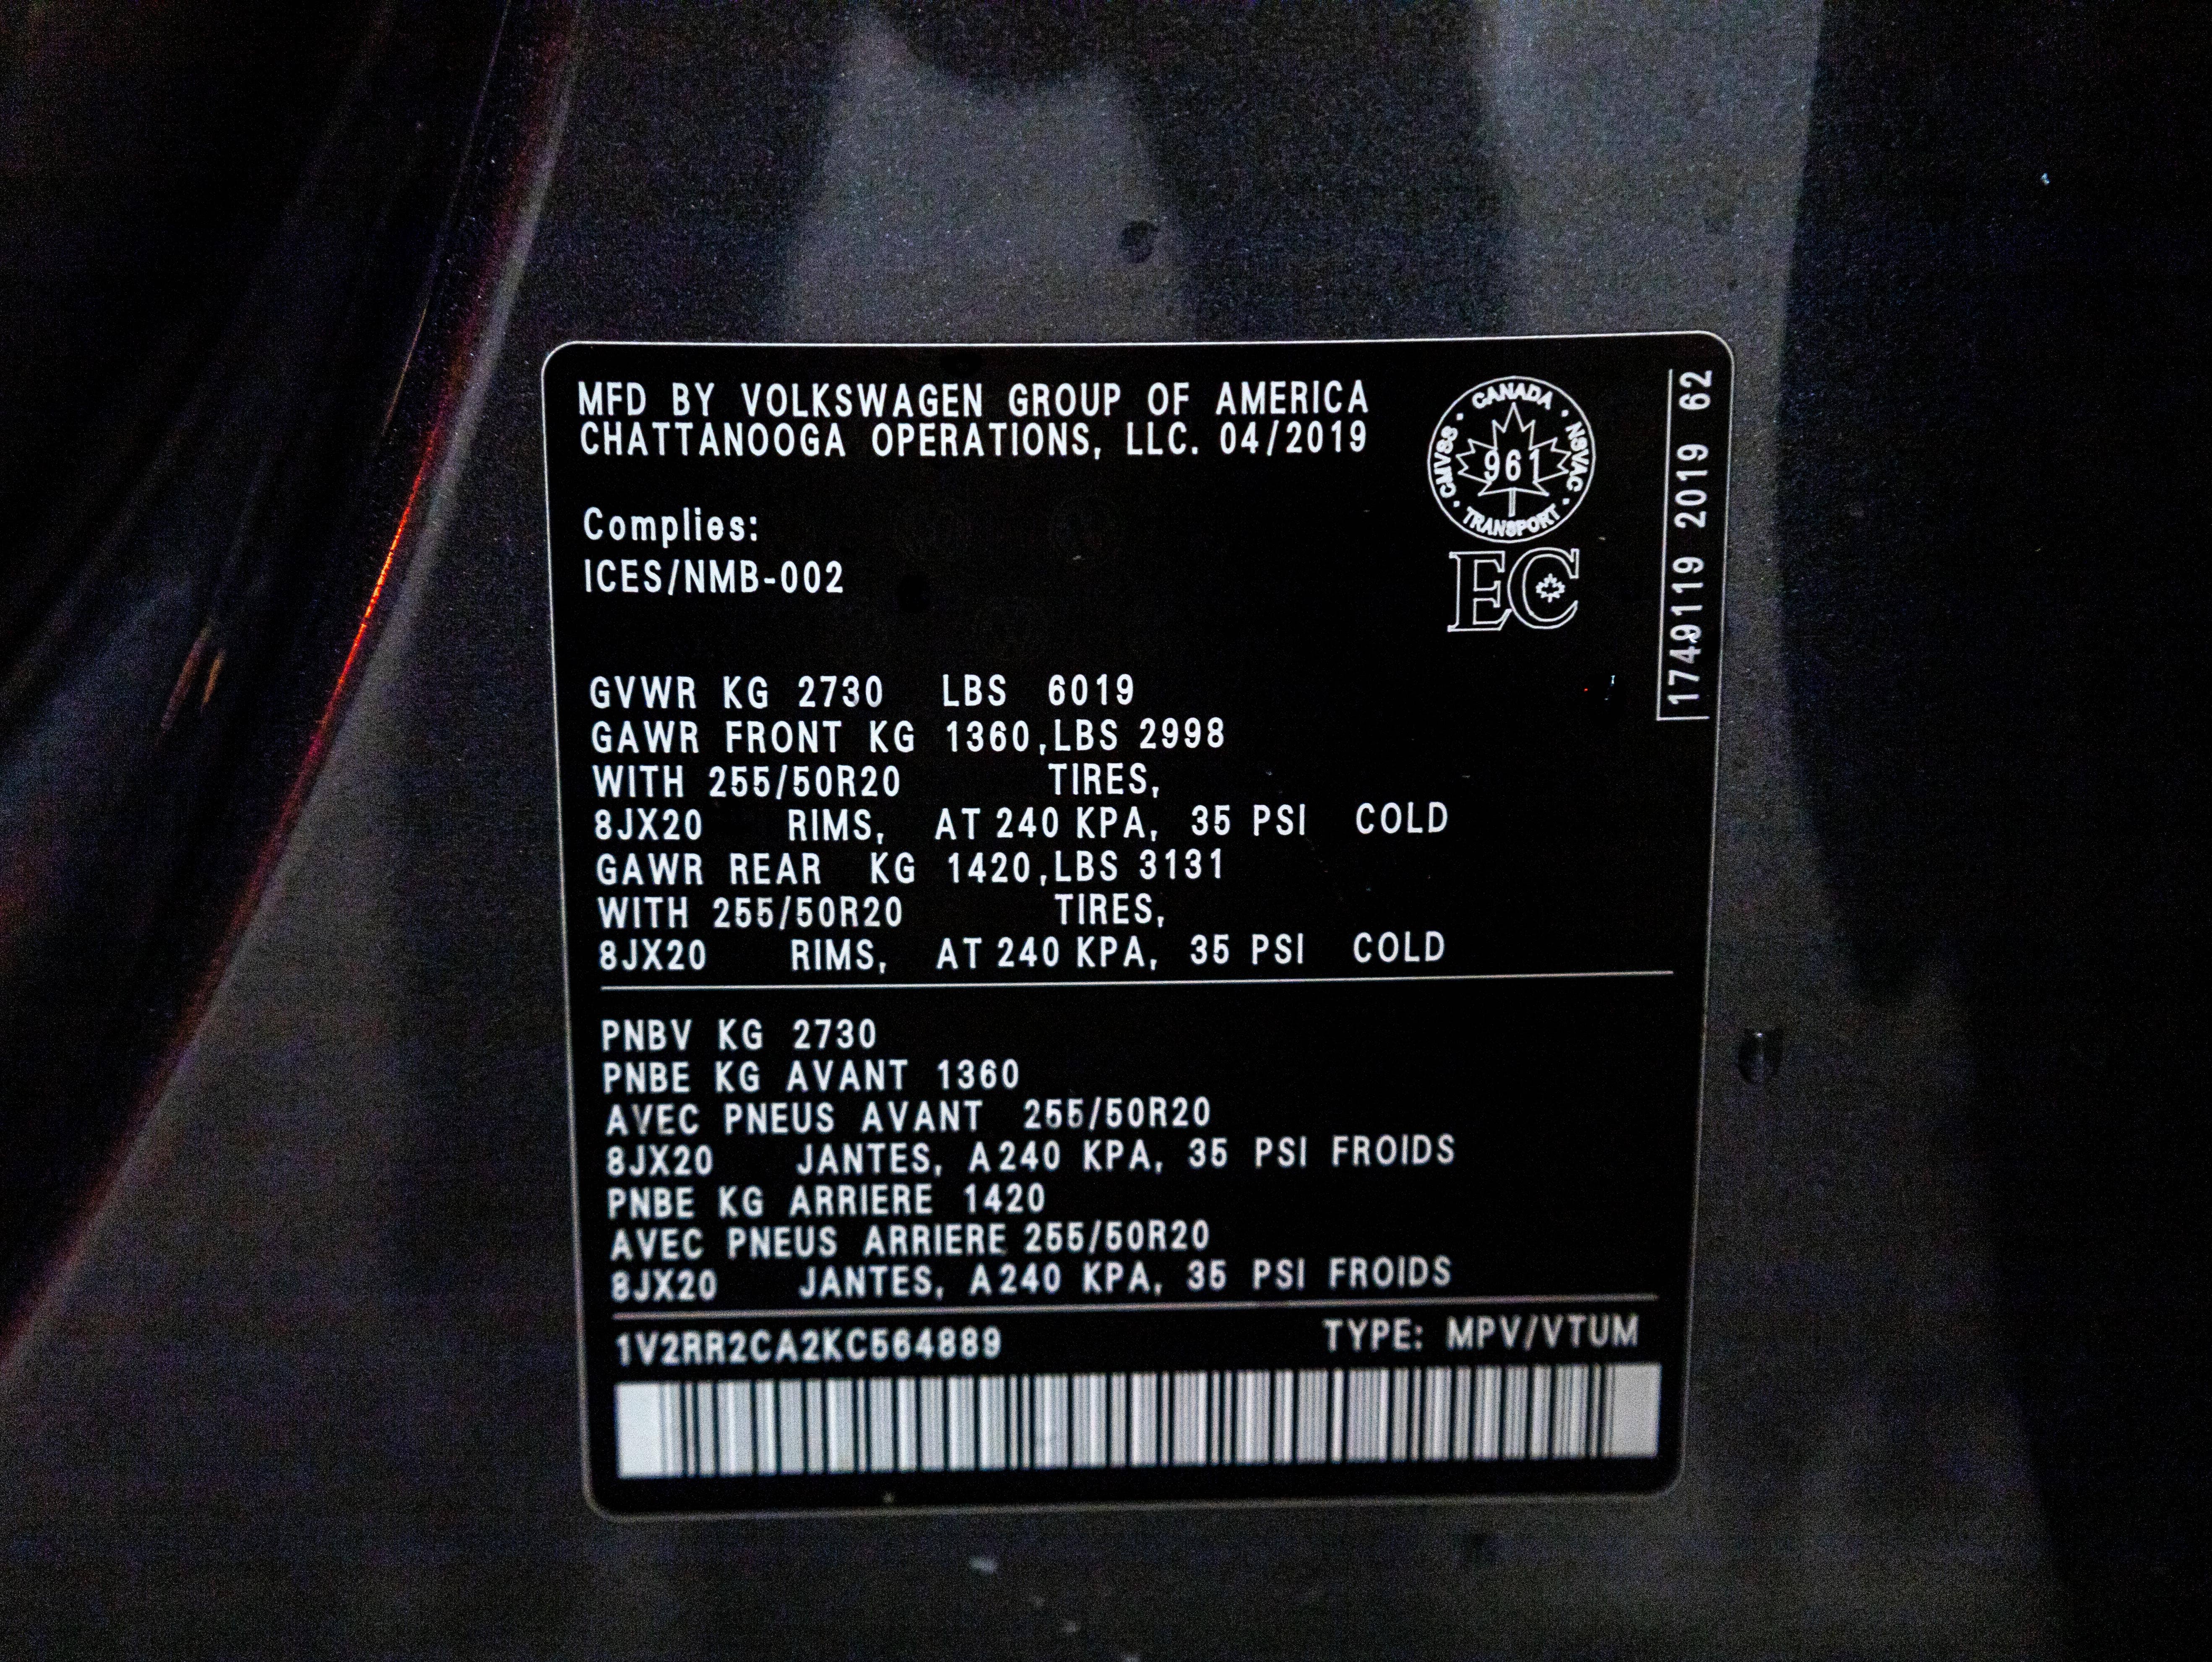 MFD BY VOLKSWAGEN GROUP OF AMERICA
CHATTANOOGA OPERATIONS, LLC. 04/2019
CANADA · NSVAC · TRANSPORT · CMVSS ·
961
EC
1749119 2019 62
Complies:
ICES/NMB-002
GVWR KG 2730 LBS 6019
GAWR FRONT KG 1360,LBS 2998
WITH 255/50R20 TIRES,
8JX20 RIMS, AT 240 KPA, 35 PSI COLD
GAWR REAR KG 1420,LBS 3131
WITH 255/50R20 TIRES,
8JX20 RIMS, AT 240 KPA, 35 PSI COLD
PNBV KG 2730
PNBE KG AVANT 1360
AVEC PNEUS AVANT 255/50R20
8JX20 JANTES, A 240 KPA, 35 PSI FROIDS
PNBE KG ARRIERE 1420
AVEC PNEUS ARRIERE 255/50R20
8JX20 JANTES, A 240 KPA, 35 PSI FROIDS
1V2RR2CA2KC564889 TYPE: MPV/VTUM